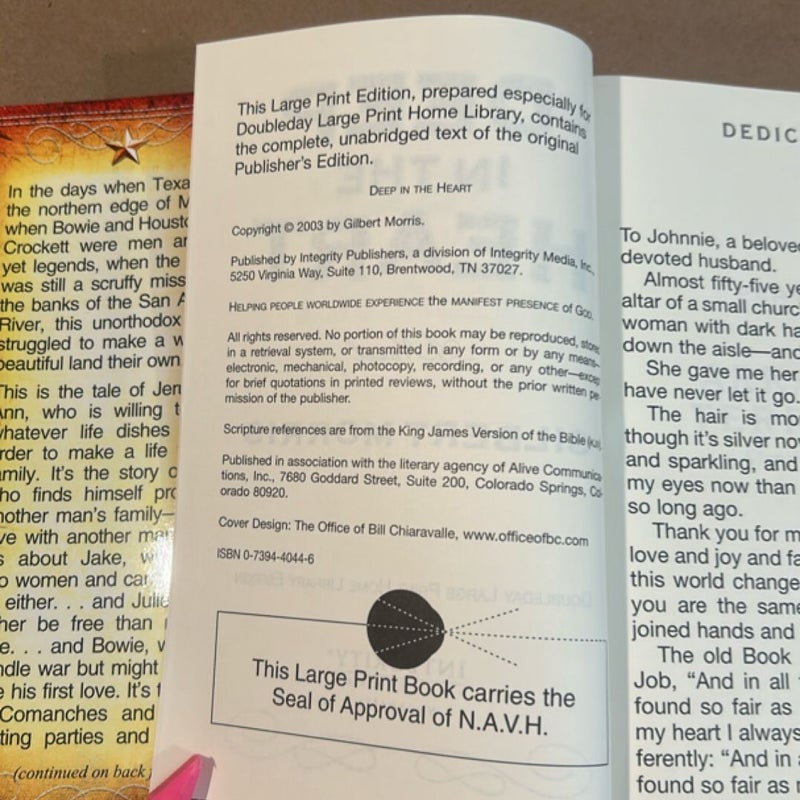 In the days when Texa
the northern edge of M
when Bowie and Housto
Crockett were men an
yet legends, when the
was still a scruffy miss
the banks of the San A
River, this unorthodox
struggled to make a w
beautiful land their own
This is the tale of Jen
Ann, who is willing t
whatever life dishes
order to make a life
amily. It's the story o
who finds himself pro
nother man's family—
ve with another man
s about Jake, w
o women and can
either. . . and Julie
her be free than
e. . . and Bowie, w
ndle war but might
e his first love. It's t
Comanches and
ting parties and
(continued on back
This Large Print Edition, prepared especially for
Doubleday Large Print Home Library, contains
the complete, unabridged text of the original
Publisher's Edition.
DEEP IN THE HEART
Copyright © 2003 by Gilbert Morris.
Published by Integrity Publishers, a division of Integrity Media, Inc.,
5250 Virginia Way, Suite 110, Brentwood, TN 37027.
HELPING PEOPLE WORLDWIDE EXPERIENCE the MANIFEST PRESENCE of GOD.
All rights reserved. No portion of this book may be reproduced, stored
in a retrieval system, or transmitted in any form or by any means—
electronic, mechanical, photocopy, recording, or any other—except
for brief quotations in printed reviews, without the prior written per-
mission of the publisher.
Scripture references are from the King James Version of the Bible (KJV).
Published in association with the literary agency of Alive Communica-
tions, Inc., 7680 Goddard Street, Suite 200, Colorado Springs, Col-
orado 80920.
Cover Design: The Office of Bill Chiaravalle, www.officeofbc.com
ISBN 0-7394-4044-6
This Large Print Book carries the
Seal of Approval of N.A.V.H.
DEDIC
To Johnnie, a belove
devoted husband.
Almost fifty-five ye
altar of a small churc
woman with dark ha
down the aisle—and
She gave me her
have never let it go.
The hair is mo
though it's silver nov
and sparkling, and
my eyes now than
so long ago.
Thank you for m
love and joy and fa
this world change
you are the same
joined hands and
The old Book
Job, "And in all
found so fair as
my heart I always
ferently: "And in a
found so fair as